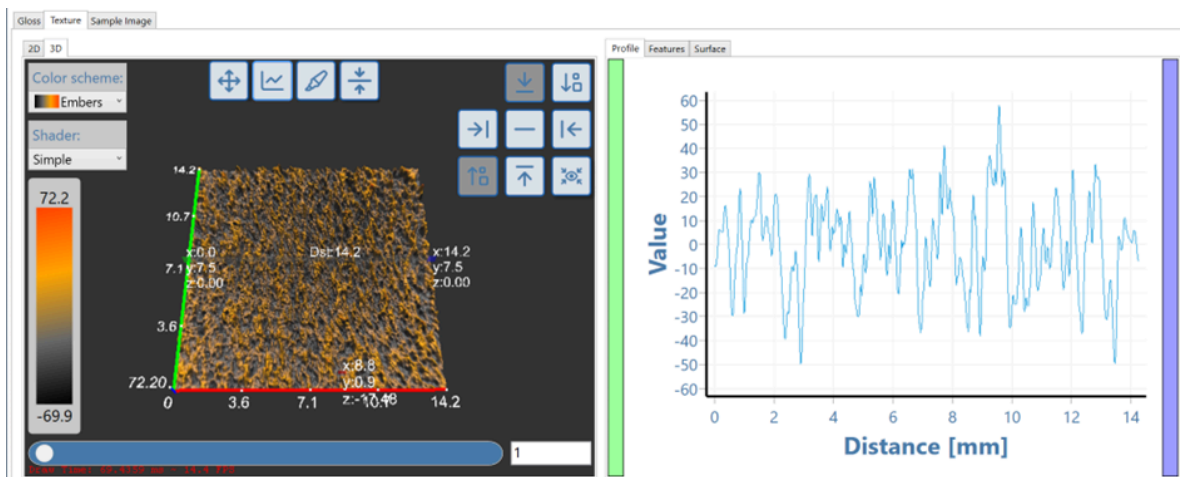 Gloss Texture Sample Image
2D 3D
Color scheme:
Embers
Shader:
Simple
72.2
-69.9
14.2
10.7
7.1
3.6
72.20
0 3.6 7.1 10.7 14.2
x:0.0
y:7.5
z:0.00
Dst:14.2
x:14.2
y:7.5
z:0.00
x:8.8
y:0.9
z:-17.48
1
Profile Features Surface
Value
60
50
40
30
20
10
0
-10
-20
-30
-40
-50
-60
0 2 4 6 8 10 12 14
Distance [mm]